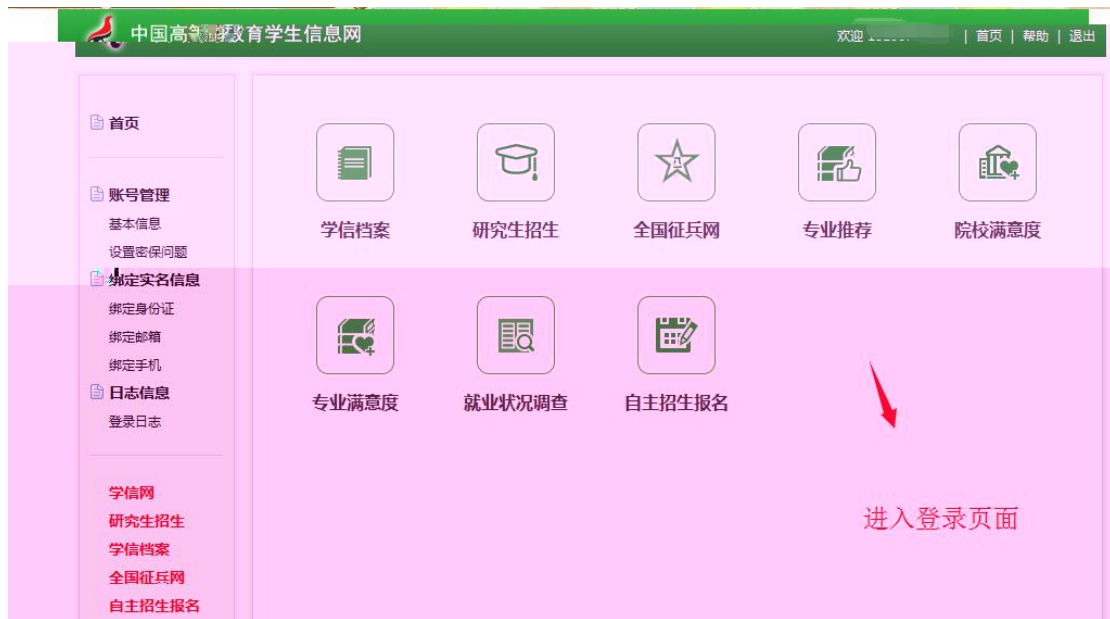 中国高 教育学生信息网
欢迎 | 首页 | 帮助 | 退出
首页
账号管理
基本信息
设置密保问题
绑定实名信息
绑定身份证
绑定邮箱
绑定手机
日志信息
登录日志
学信网
研究生招生
学信档案
全国征兵网
自主招生报名
学信档案
研究生招生
全国征兵网
专业推荐
院校满意度
专业满意度
就业状况调查
自主招生报名
进入登录页面